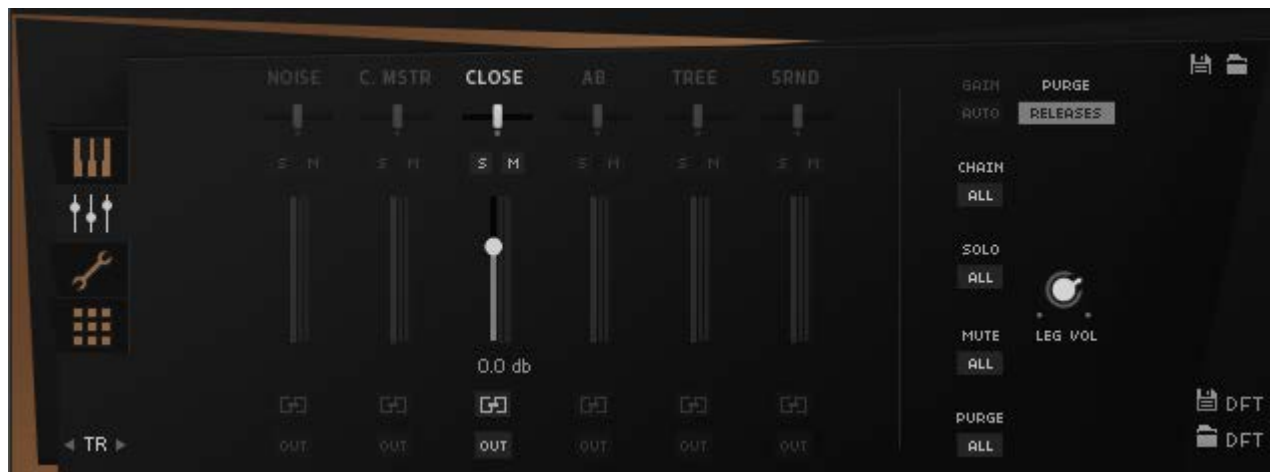 NOISE C. MSTR CLOSE AB TREE SRND
GAIN PURGE
AUTO RELEASES
S M S M S M S M S M S M
CHAIN
ALL
SOLO
ALL
MUTE LEG VOL
ALL
0.0 db
DFT
PURGE
OUT OUT OUT OUT OUT OUT
ALL
TR
DFT